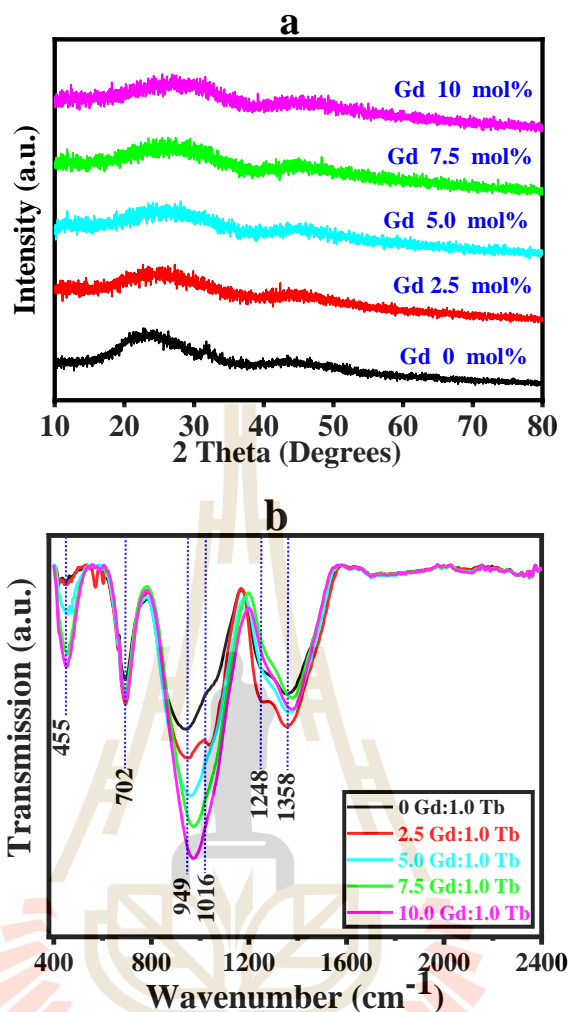 a
Gd 10 mol%
Gd 7.5 mol%
Gd 5.0 mol%
Gd 2.5 mol%
Gd 0 mol%
Intensity (a.u.)
10 20 30 40 50 60 70 80
2 Theta (Degrees)
b
Transmission (a.u.)
455
702
949
1016
1248
1358
0 Gd:1.0 Tb
2.5 Gd:1.0 Tb
5.0 Gd:1.0 Tb
7.5 Gd:1.0 Tb
10.0 Gd:1.0 Tb
400 800 1200 1600 2000 2400
Wavenumber (cm⁻¹)